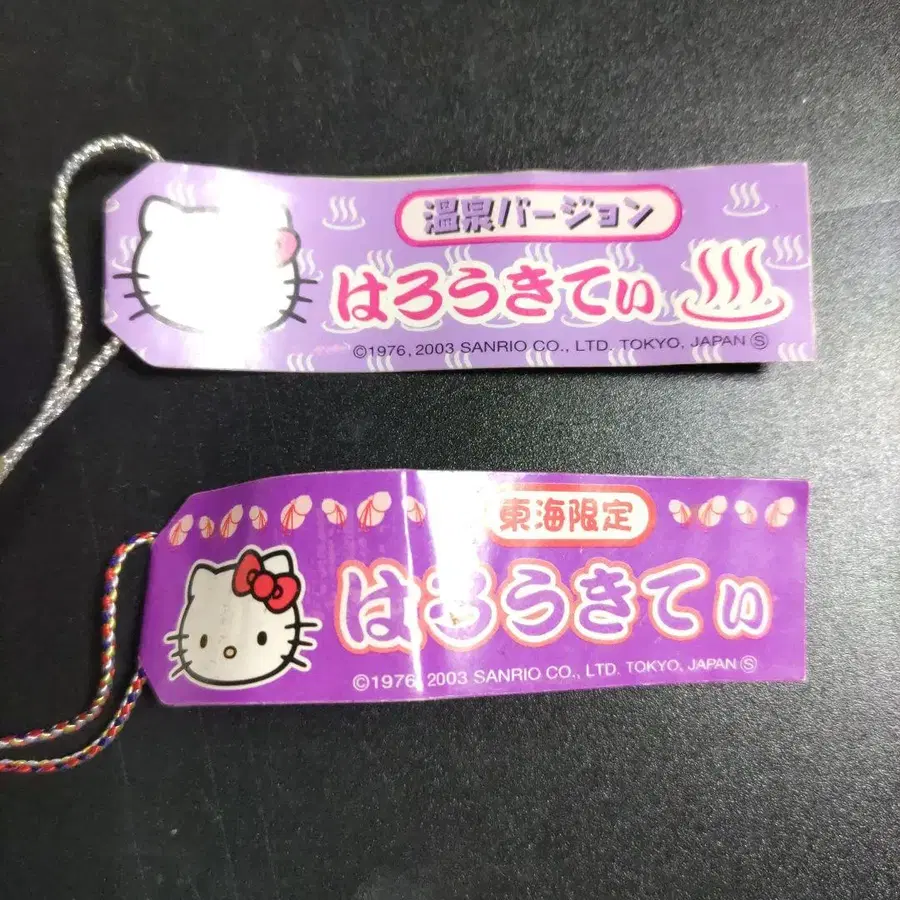 温泉バージョン
はろうきてぃ
©1976, 2003 SANRIO CO., LTD. TOKYO, JAPAN Ⓢ
東海限定
はろうきてぃ
©1976, 2003 SANRIO CO., LTD. TOKYO, JAPAN Ⓢ